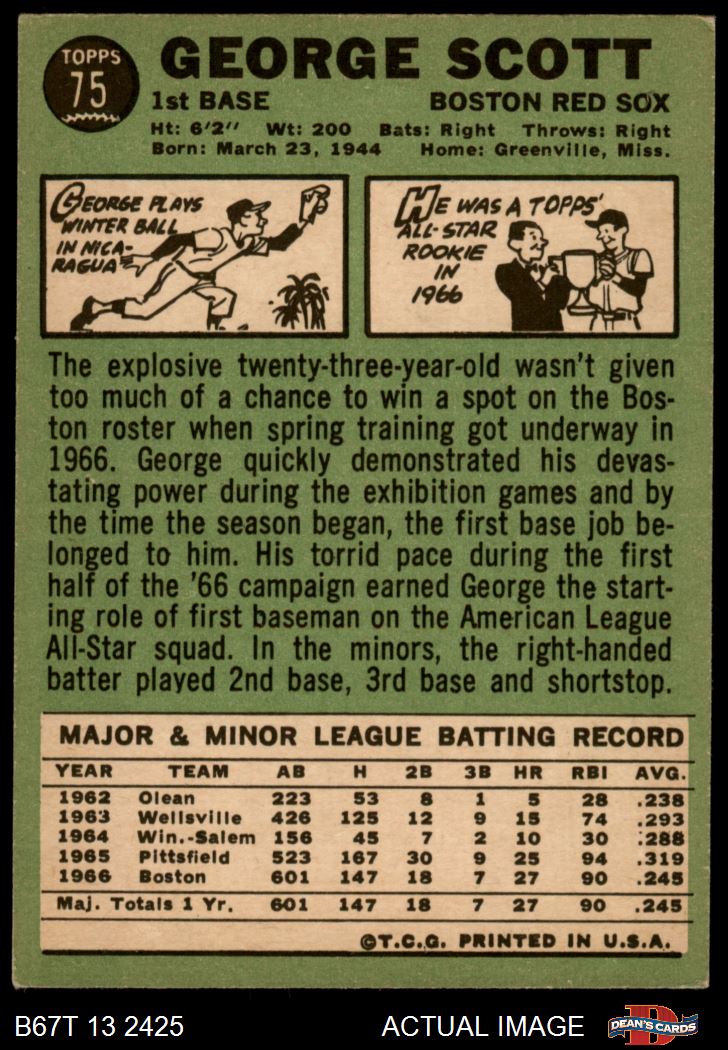 TOPPS
75
GEORGE SCOTT
1st BASE
BOSTON RED SOX
Ht: 6'2" Wt: 200 Bats: Right Throws: Right
Born: March 23, 1944 Home: Greenville, Miss.
GEORGE PLAYS
WINTER BALL
IN NICA-
RAGUA
HE WAS A TOPPS'
ALL-STAR
ROOKIE
IN
1966
The explosive twenty-three-year-old wasn't given
too much of a chance to win a spot on the Bos-
ton roster when spring training got underway in
1966. George quickly demonstrated his devas-
tating power during the exhibition games and by
the time the season began, the first base job be-
longed to him. His torrid pace during the first
half of the '66 campaign earned George the start-
ing role of first baseman on the American League
All-Star squad. In the minors, the right-handed
batter played 2nd base, 3rd base and shortstop.
MAJOR & MINOR LEAGUE BATTING RECORD
YEAR TEAM AB H 2B 3B HR RBI AVG.
1962 Olean 223 53 8 1 5 28 .238
1963 Wellsville 426 125 12 9 15 74 .293
1964 Win.-Salem 156 45 7 2 10 30 .288
1965 Pittsfield 523 167 30 9 25 94 .319
1966 Boston 601 147 18 7 27 90 .245
Maj. Totals 1 Yr. 601 147 18 7 27 90 .245
©T.C.G. PRINTED IN U.S.A.
B67T 13 2425
ACTUAL IMAGE
D
DEAN'S CARDS